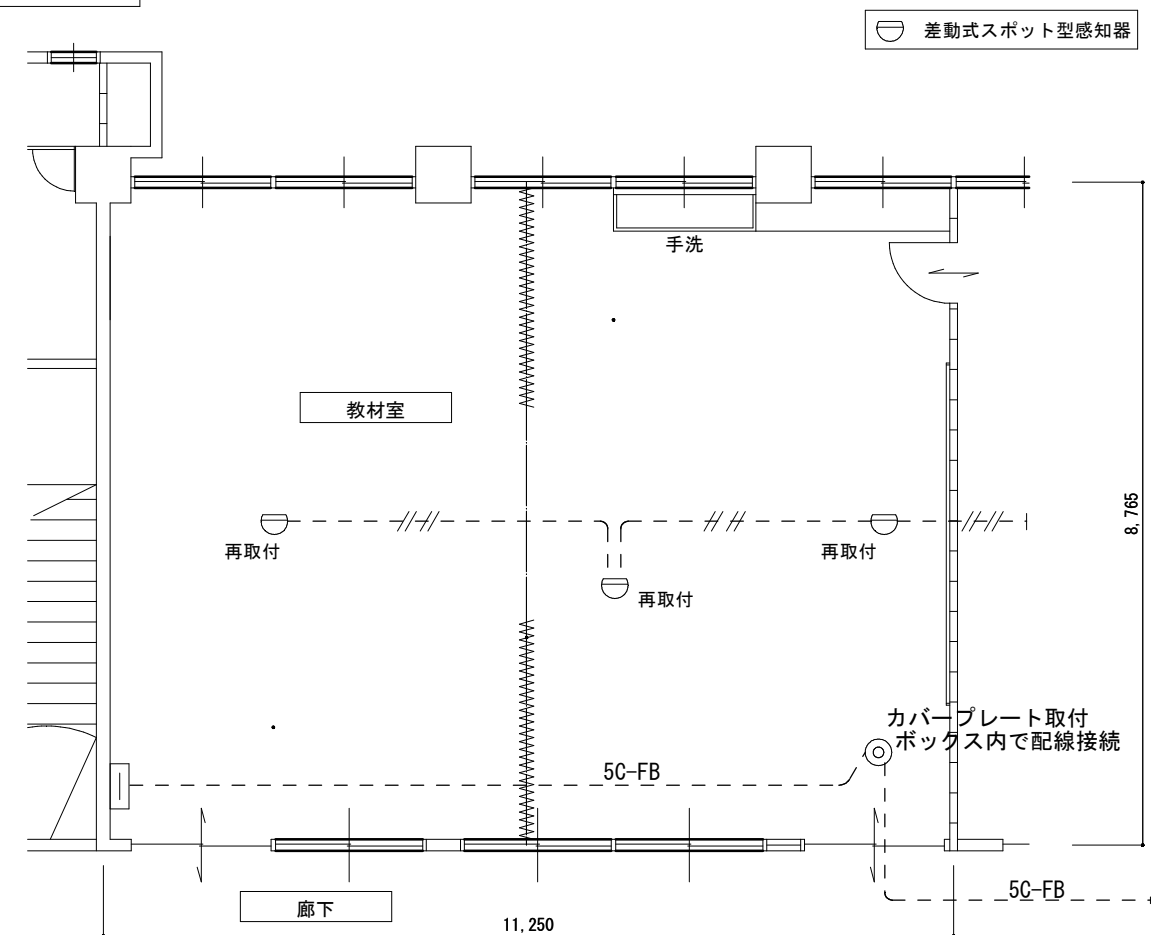 差動式スポット型感知器
手洗
教材室
再取付
再取付
再取付
8,765
カバープレート取付
ボックス内で配線接続
5C-FB
5C-FB
廊下
11,250